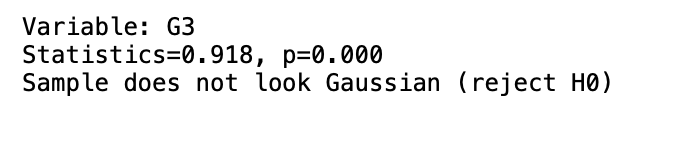 Variable: G3
Statistics=0.918, p=0.000
Sample does not look Gaussian (reject H0)